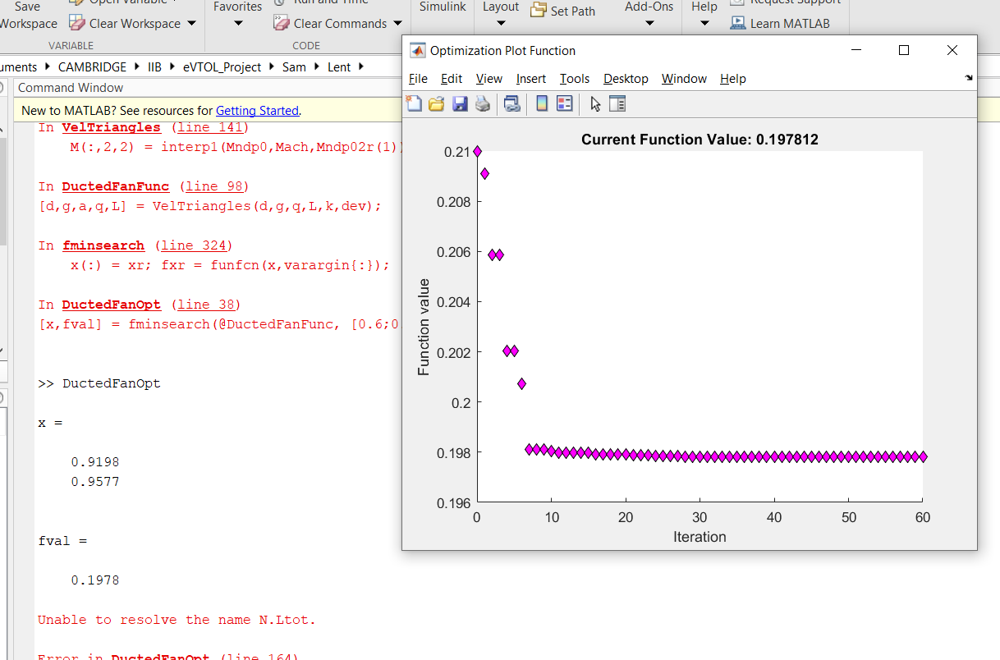 Save
Workspace
Open Variable
Clear Workspace
VARIABLE
Favorites
Run and Time
Clear Commands
CODE
Simulink
Layout
Set Path
Add-Ons
Help
Request Support
Learn MATLAB
CAMBRIDGE
IIB
eVTOL_Project
Sam
Lent
Command Window
New to MATLAB? See resources for Getting Started.
In VelTriangles (line 141)
M(:,2,2) = interp1(Mndp0,Mach,Mndp02r(1))
In DuctedFanFunc (line 98)
[d,g,a,q,L] = VelTriangles(d,g,q,L,k,dev);
In fminsearch (line 324)
x(:) = xr; fxr = funfcn(x,varargin{:});
In DuctedFanOpt (line 38)
[x,fval] = fminsearch(@DuctedFanFunc, [0.6;0
>> DuctedFanOpt
x =
0.9198
0.9577
fval =
0.1978
Unable to resolve the name N.Ltot.
Error in DuctedFanOpt (line 164)
Optimization Plot Function
File Edit View Insert Tools Desktop Window Help
Current Function Value: 0.197812
0.21
0.208
0.206
0.204
0.202
0.2
0.198
0.196
Function value
0 10 20 30 40 50 60
Iteration